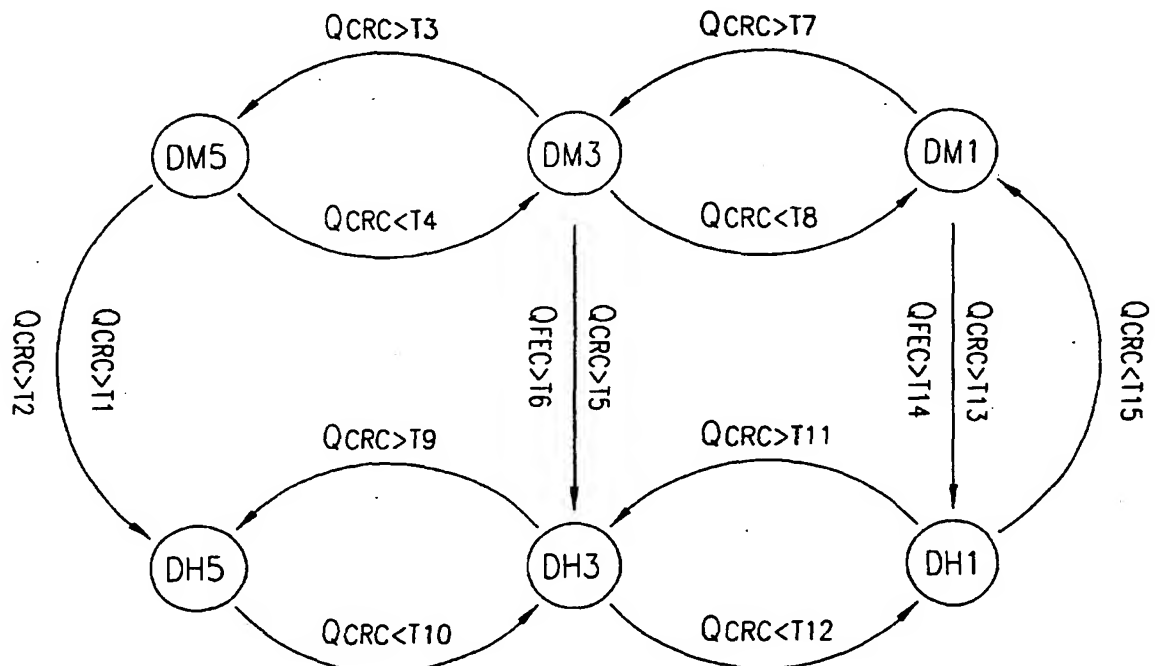 QCRC>T3
QCRC>T7
DM5
DM3
DM1
QCRC<T4
QCRC<T8
QCRC>T2
QCRC>T1
QFEC>T6
QCRC>T5
QFEC>T14
QCRC>T13
QCRC<T15
QCRC>T9
QCRC>T11
DH5
DH3
DH1
QCRC<T10
QCRC<T12